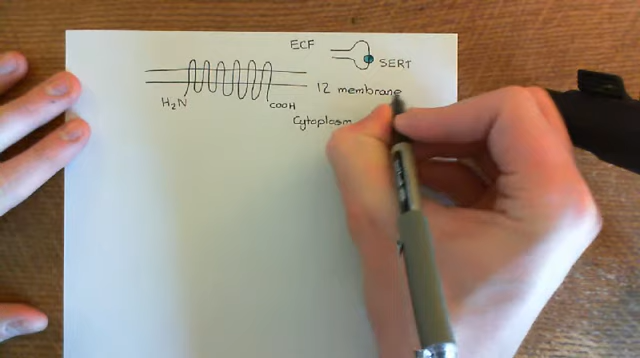 ECF
SERT
12 membrane
H₂N
COOH
Cytoplasm